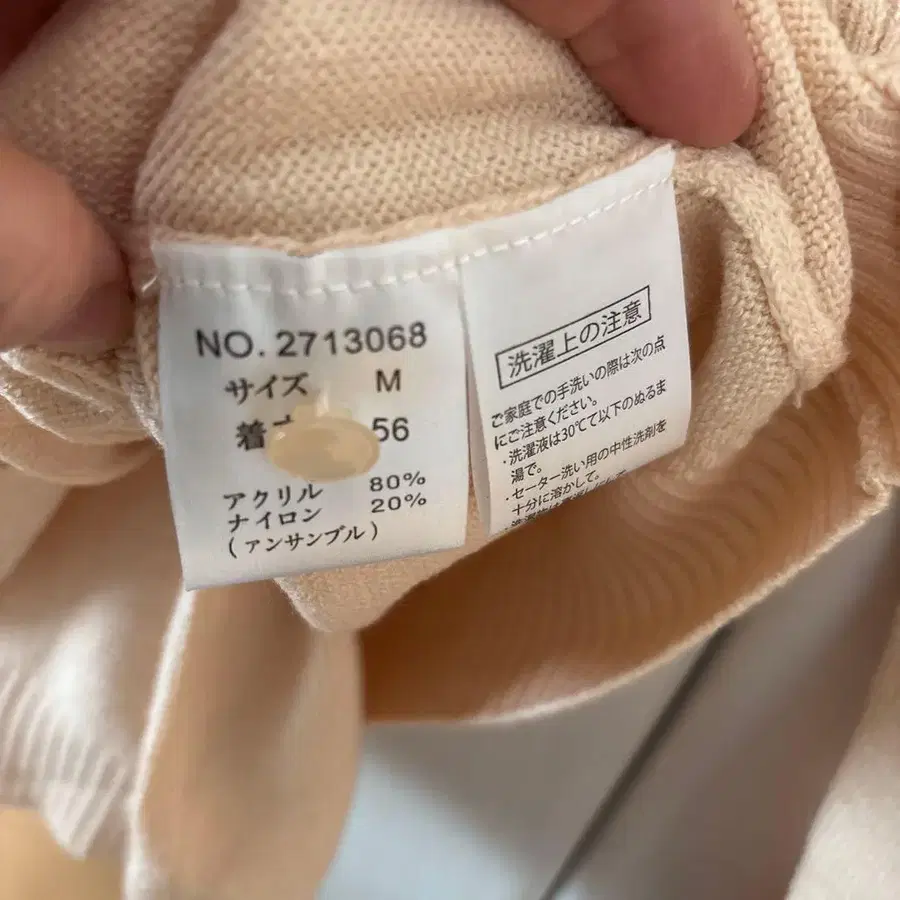 NO. 2713068
サイズ M
着 56
アクリル 80%
ナイロン 20%
(アンサンブル)
洗濯上の注意
ご家庭での手洗いの際は次の点
にご注意ください。
・洗濯液は30℃て以下のぬるま
湯で。
・セーター洗い用の中性洗剤を
十分に溶かして。